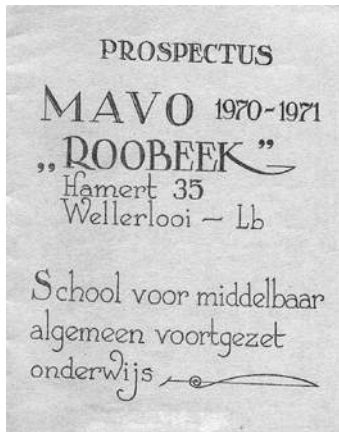 PROSPECTUS
MAVO 1970-1971
„ROOBEEK”
Hamert 35
Wellerlooi – Lb
School voor middelbaar
algemeen voortgezet
onderwijs